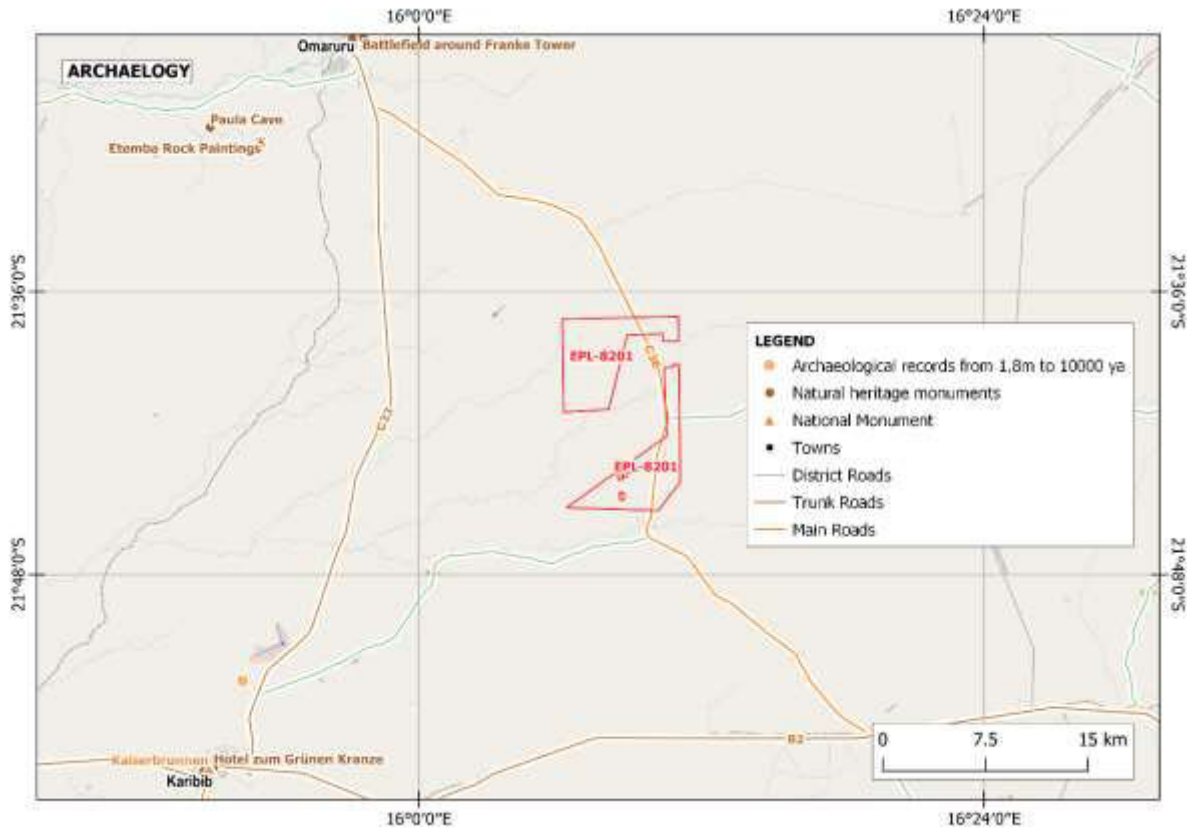 16°0'0"E
16°24'0"E
Omaruru
Battlefield around Franke Tower
ARCHAELOGY
Paula Cave
Etemba Rock Paintings
21°36'0"S
21°36'0"S
EPL-8201
C36
C33
EPL-8201
LEGEND
Archaeological records from 1,8m to 10000 ya
Natural heritage monuments
National Monument
Towns
District Roads
Trunk Roads
Main Roads
21°48'0"S
21°48'0"S
B2
0 7.5 15 km
Kaiserbrunnen
Hotel zum Grünen Kranze
Karibib
16°0'0"E
16°24'0"E